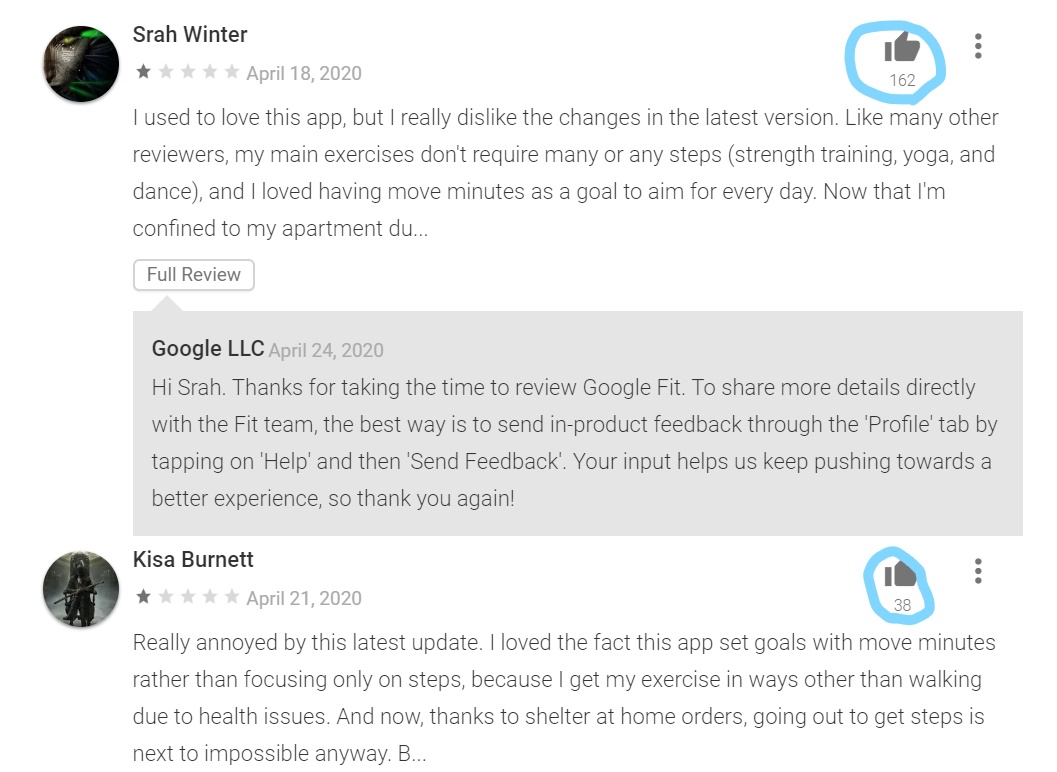 Srah Winter
April 18, 2020
162
I used to love this app, but I really dislike the changes in the latest version. Like many other
reviewers, my main exercises don't require many or any steps (strength training, yoga, and
dance), and I loved having move minutes as a goal to aim for every day. Now that I'm
confined to my apartment du...
Full Review
Google LLC April 24, 2020
Hi Srah. Thanks for taking the time to review Google Fit. To share more details directly
with the Fit team, the best way is to send in-product feedback through the 'Profile' tab by
tapping on 'Help' and then 'Send Feedback'. Your input helps us keep pushing towards a
better experience, so thank you again!
Kisa Burnett
April 21, 2020
38
Really annoyed by this latest update. I loved the fact this app set goals with move minutes
rather than focusing only on steps, because I get my exercise in ways other than walking
due to health issues. And now, thanks to shelter at home orders, going out to get steps is
next to impossible anyway. B...